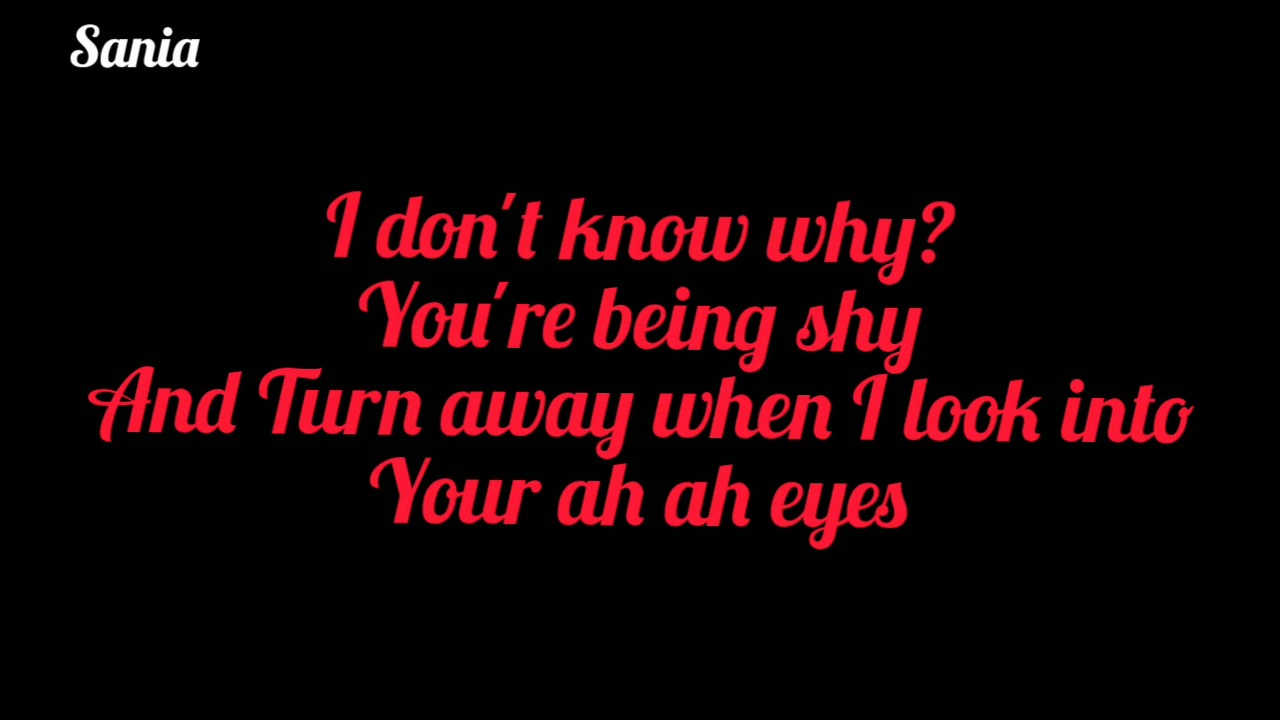 Sania
I don't know why?
You're being shy
And Turn away when I look into
Your ah ah eyes